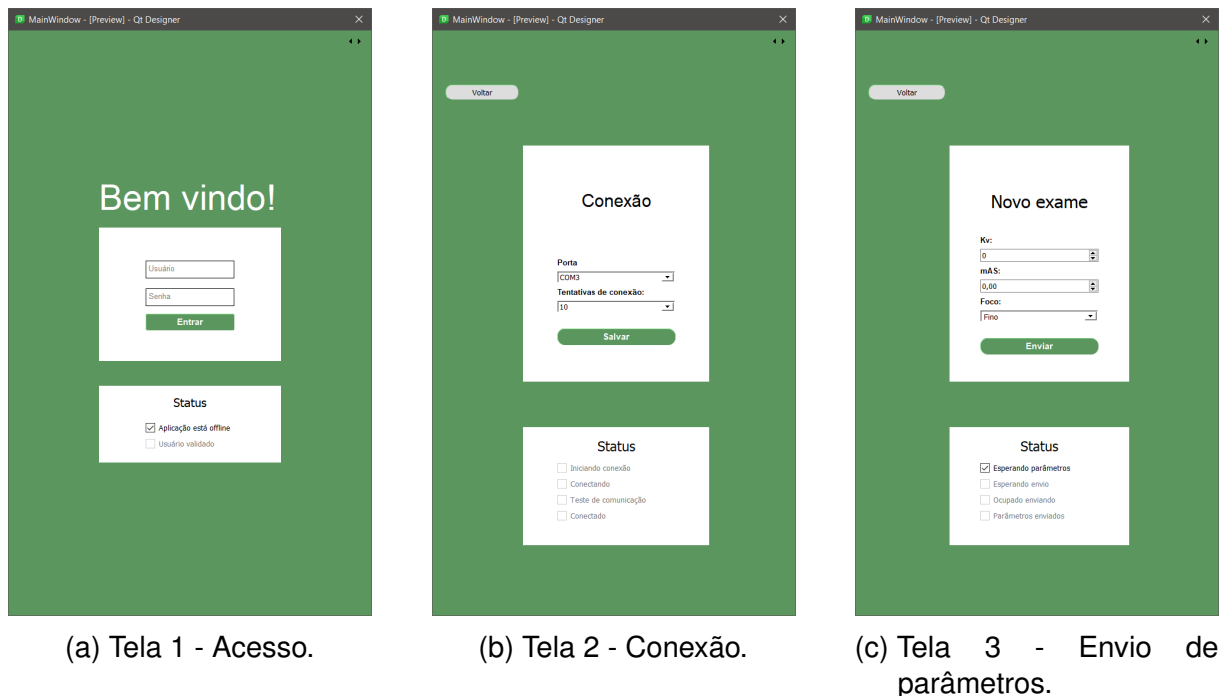 MainWindow - [Preview] - Qt Designer
Bem vindo!
Usuário
Senha
Entrar
Status
Aplicação está offline
Usuário validado
(a) Tela 1 - Acesso.
MainWindow - [Preview] - Qt Designer
Voltar
Conexão
Porta
COM3
Tentativas de conexão:
10
Salvar
Status
Iniciando conexão
Conectando
Teste de comunicação
Conectado
(b) Tela 2 - Conexão.
MainWindow - [Preview] - Qt Designer
Voltar
Novo exame
Kv:
0
mAS:
0,00
Foco:
Fino
Enviar
Status
Esperando parâmetros
Esperando envio
Ocupado enviando
Parâmetros enviados
(c) Tela 3 - Envio de
parâmetros.